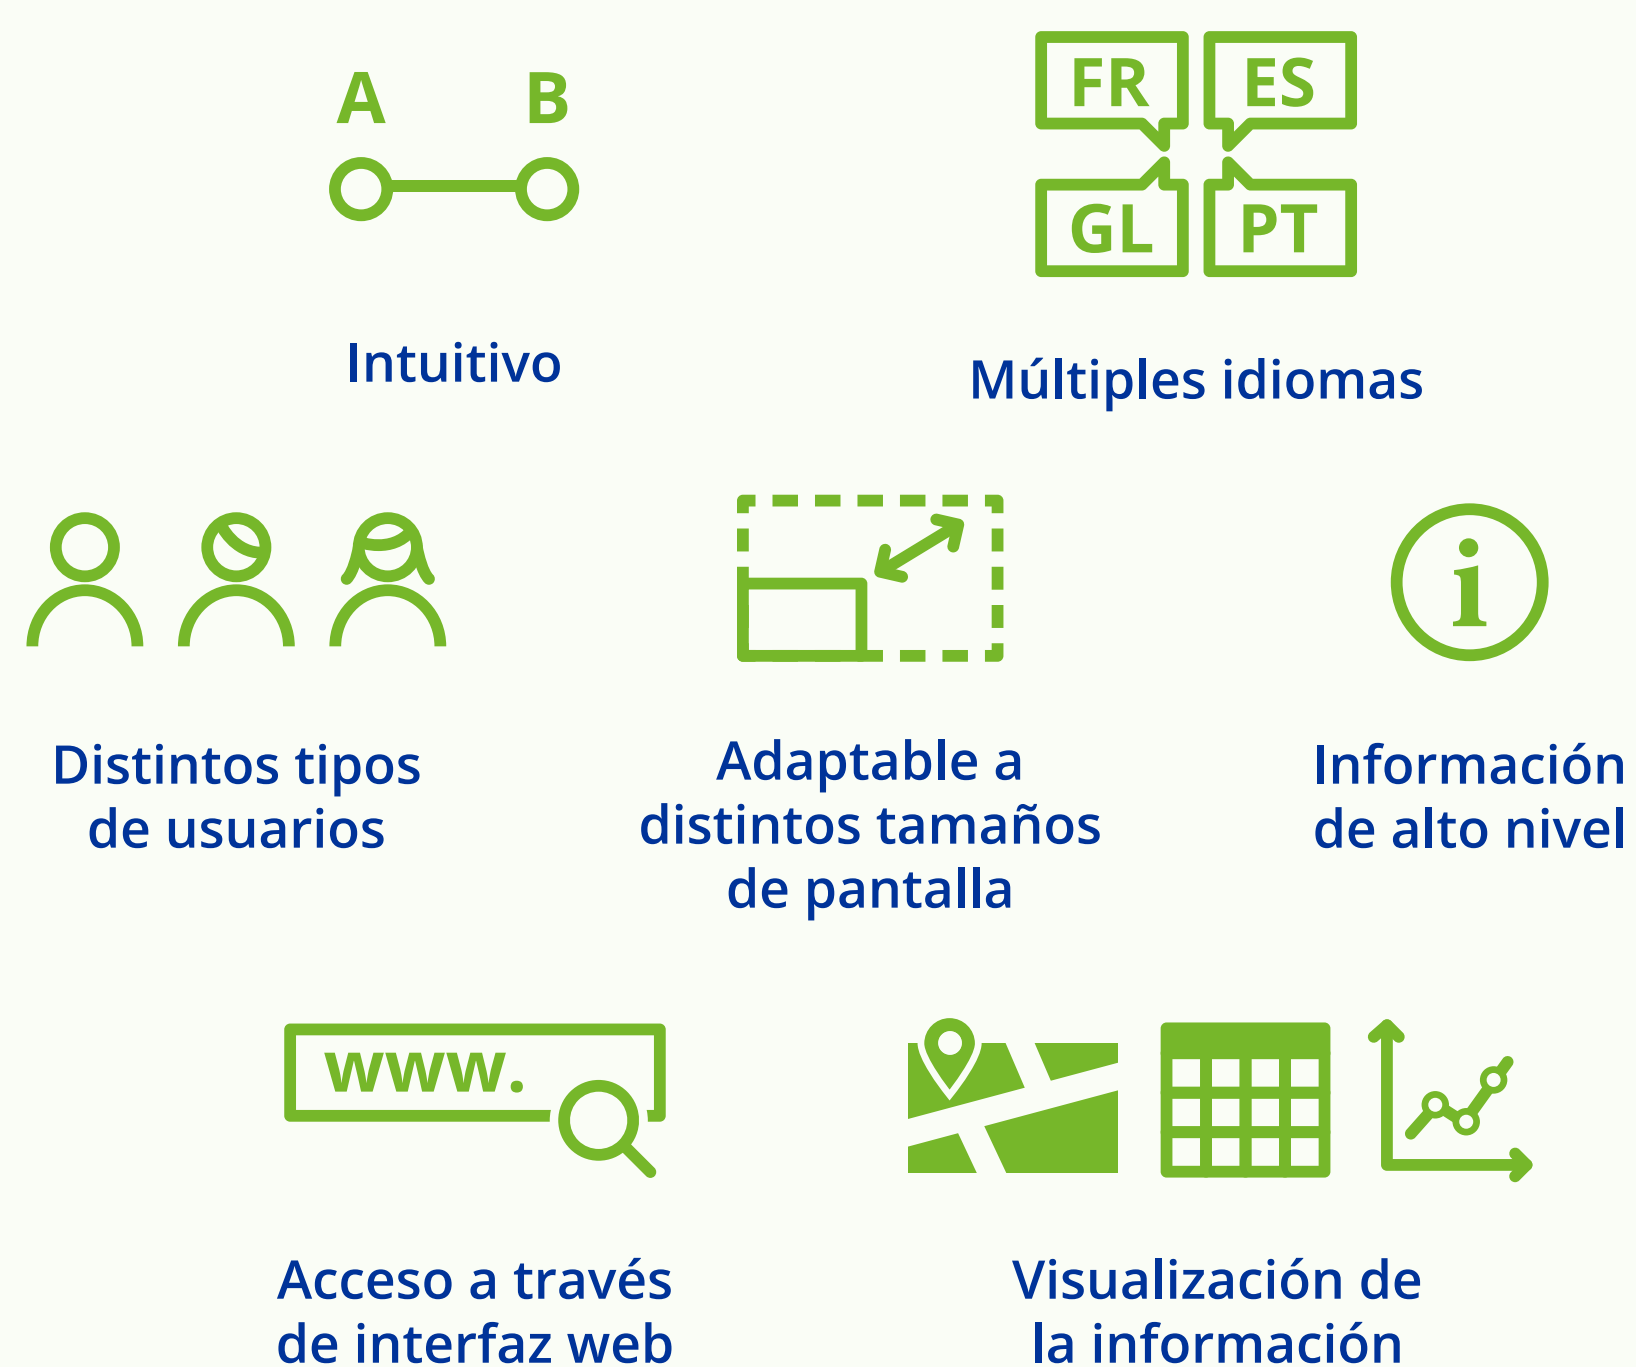 A B
FR ES
GL PT
Intuitivo
Múltiples idiomas
i
Distintos tipos
de usuarios
Adaptable a
distintos tamaños
de pantalla
Información
de alto nivel
www.
Acceso a través
de interfaz web
Visualización de
la información